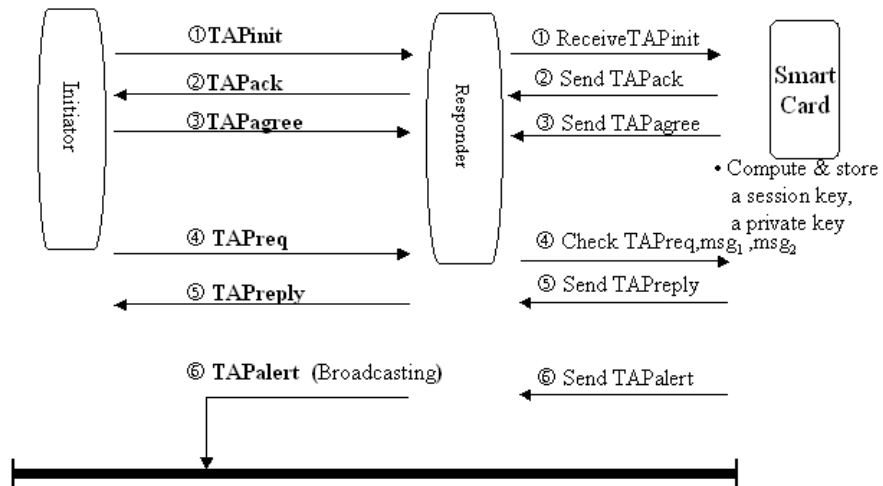 ①TAPinit
① ReceiveTAPinit
②TAPack
② Send TAPack
③TAPagree
③ Send TAPagree
Initiator
Responder
Smart
Card
• Compute & store
a session key,
a private key
④ TAPreq
④ Check TAPreq,msg₁ ,msg₂
⑤ TAPreply
⑤ Send TAPreply
⑥ TAPalert (Broadcasting)
⑥ Send TAPalert